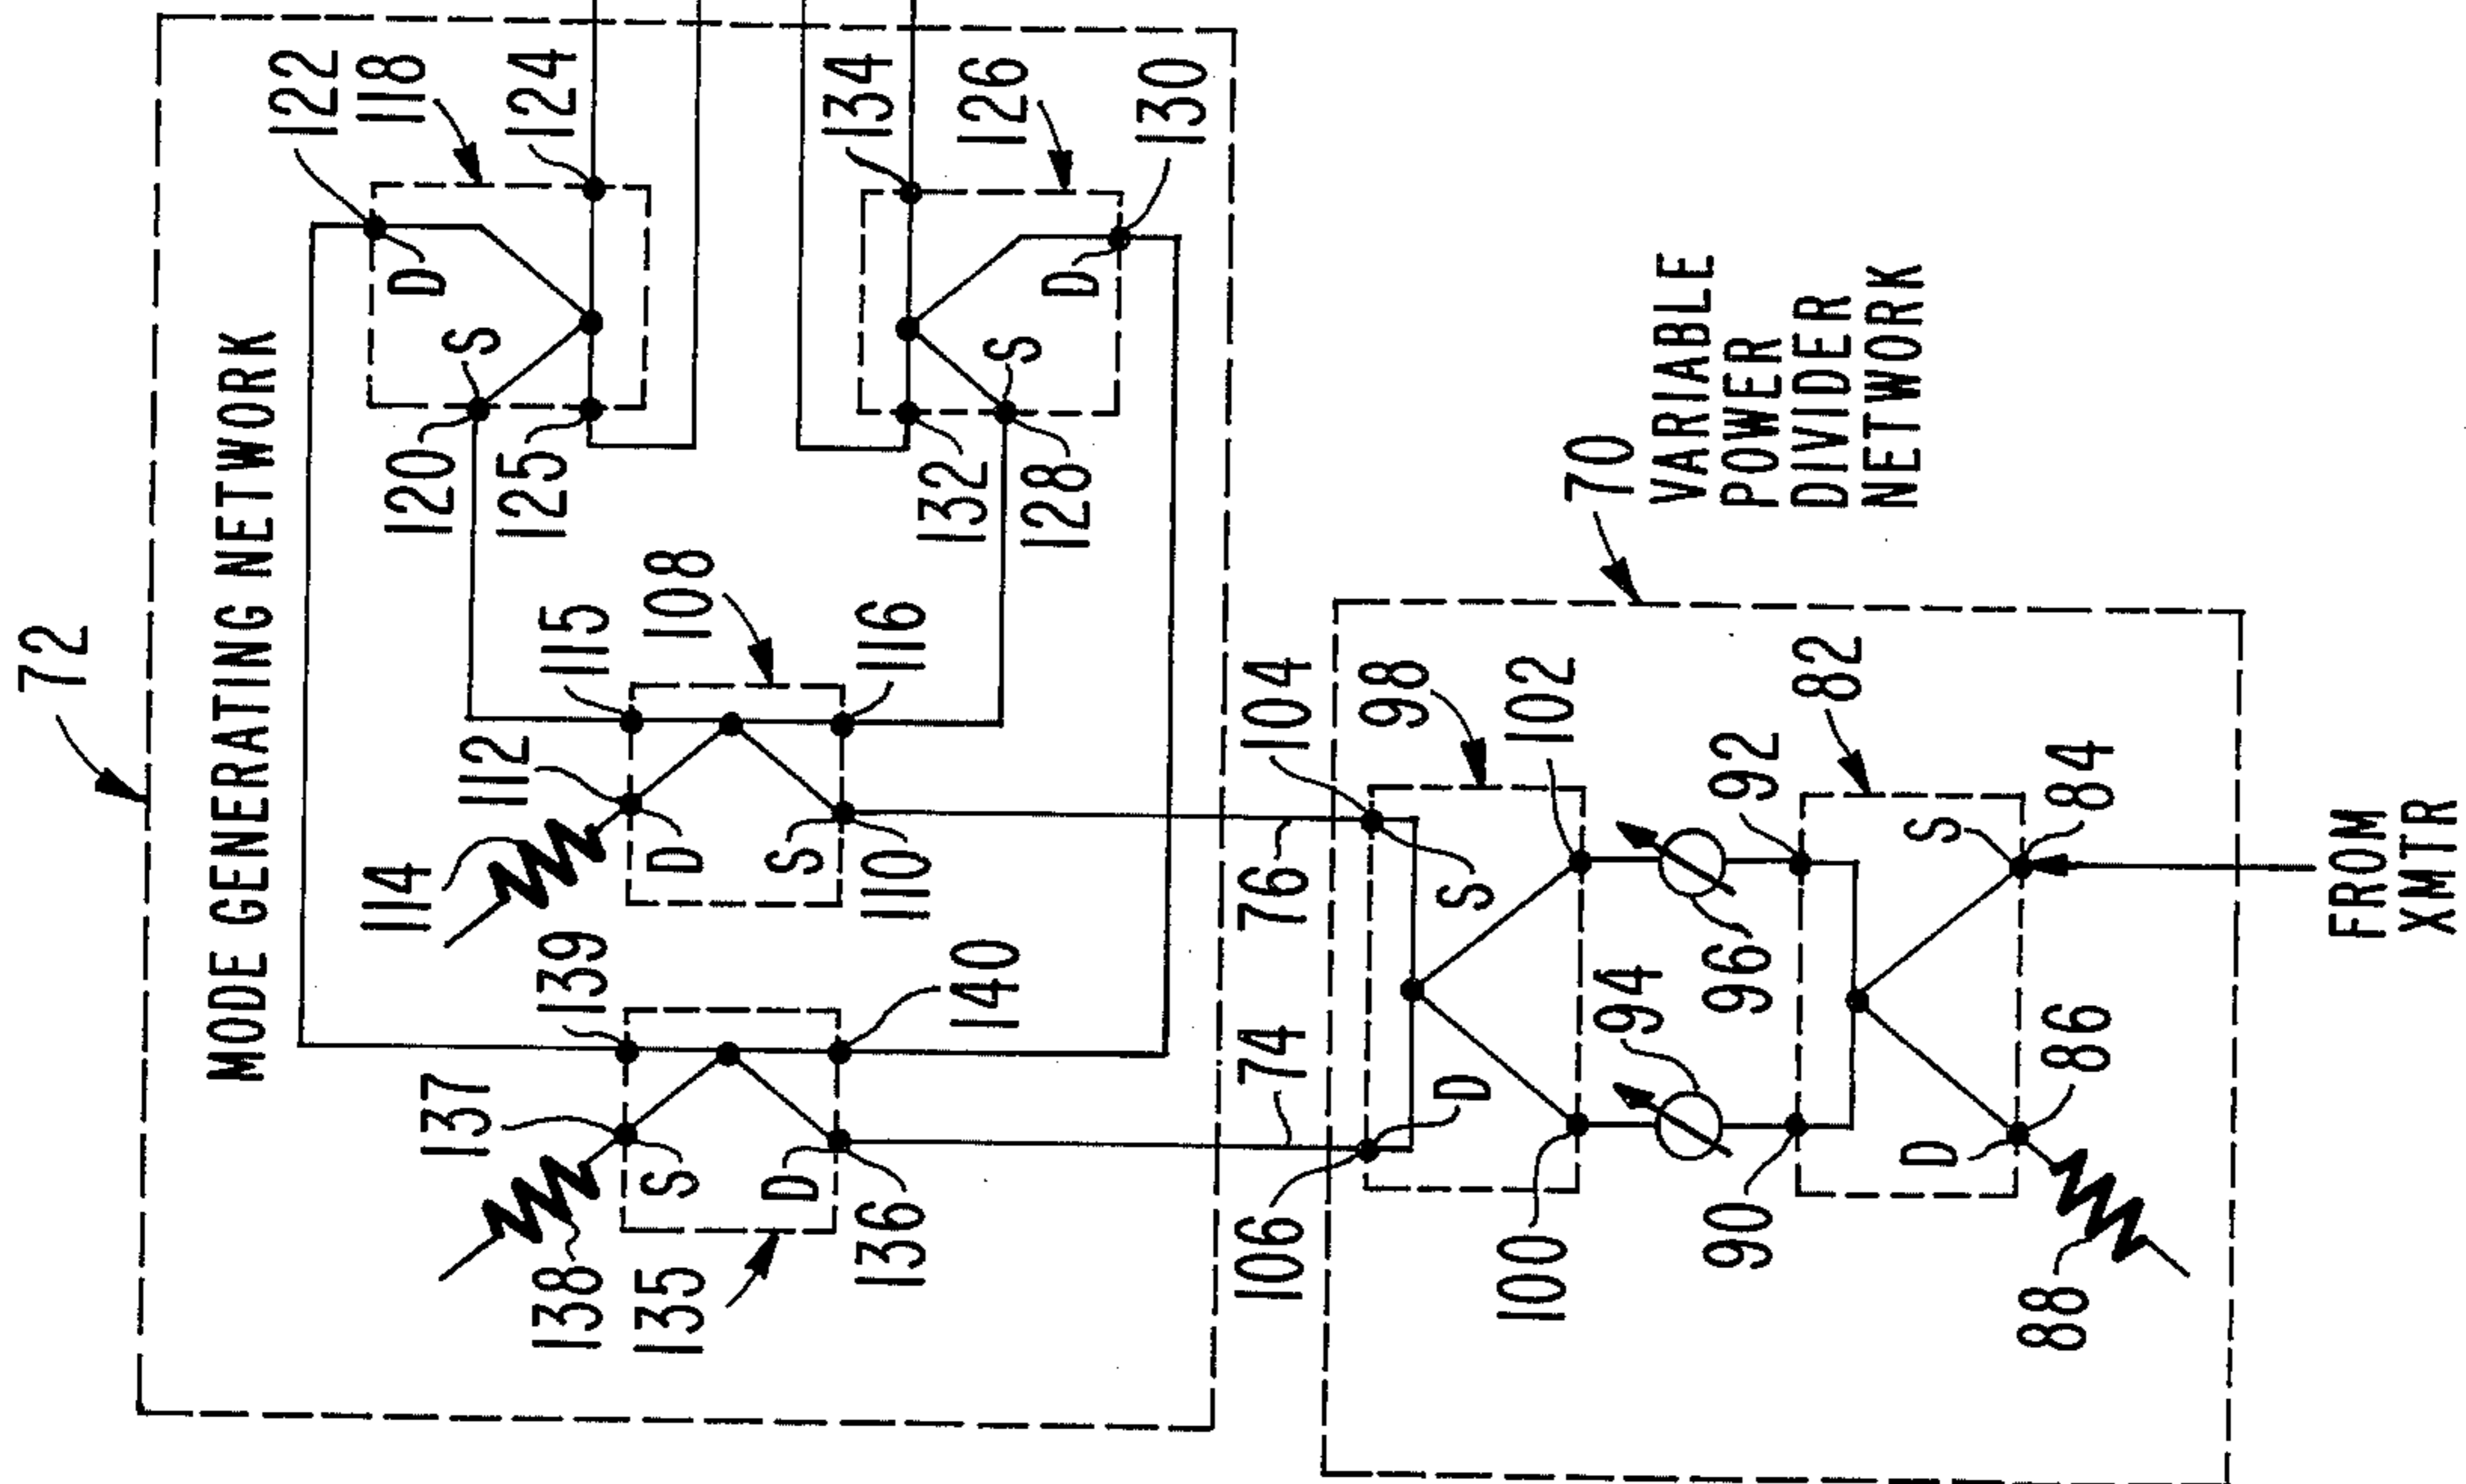 72
MODE GENERATING NETWORK
122
118
124
D
S
120
125
134
126
130
D
S
132
128
115
108
116
112
114
D
S
110
139
137
140
138
S
D
135
136
104
76
98
S
102
74
106
D
100
94
96
92
82
S
84
90
D
86
88
70
VARIABLE
POWER
DIVIDER
NETWORK
FROM
XMTR